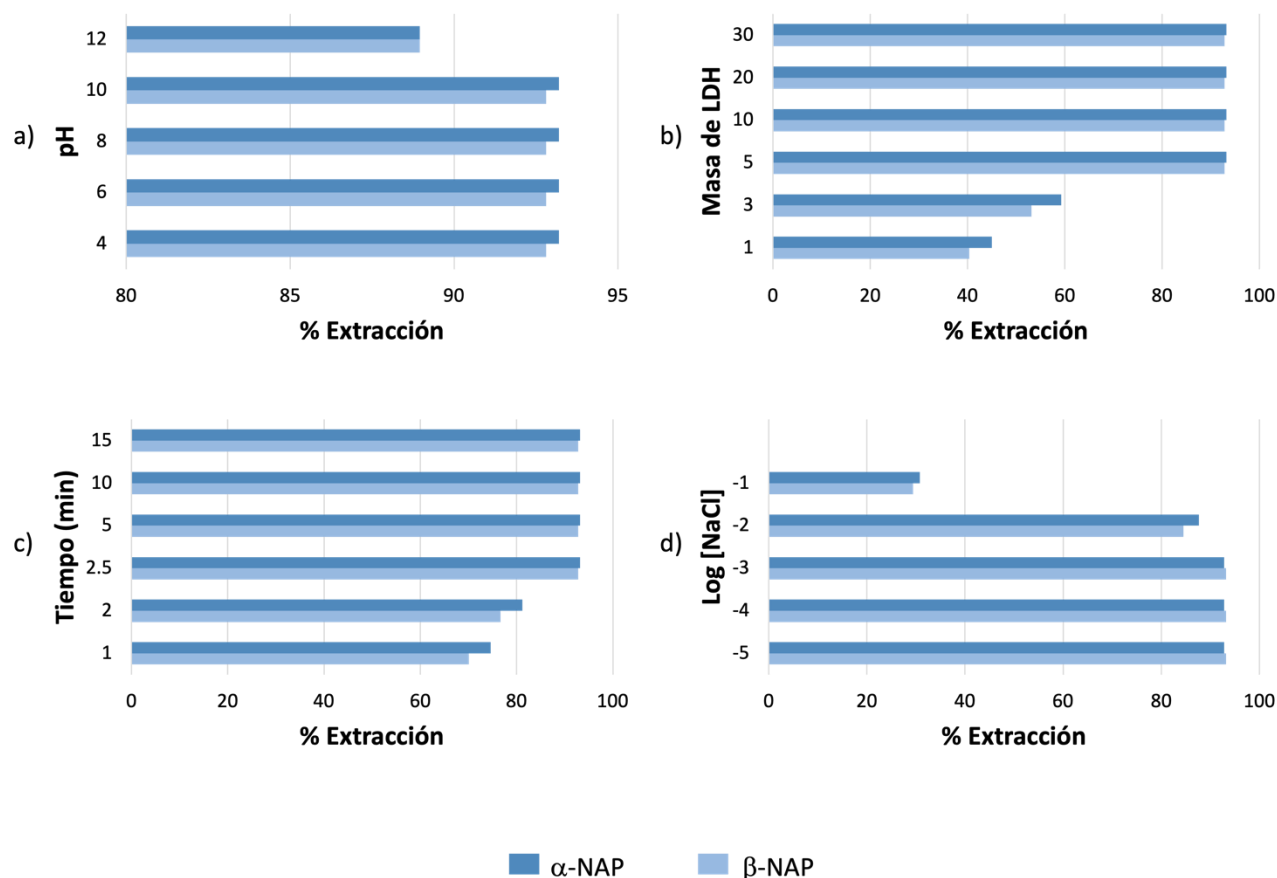 a)
pH
12
10
8
6
4
80 85 90 95
% Extracción
b)
Masa de LDH
30
20
10
5
3
1
0 20 40 60 80 100
% Extracción
c)
Tiempo (min)
15
10
5
2.5
2
1
0 20 40 60 80 100
% Extracción
d)
Log [NaCl]
-1
-2
-3
-4
-5
0 20 40 60 80 100
% Extracción
α-NAP β-NAP